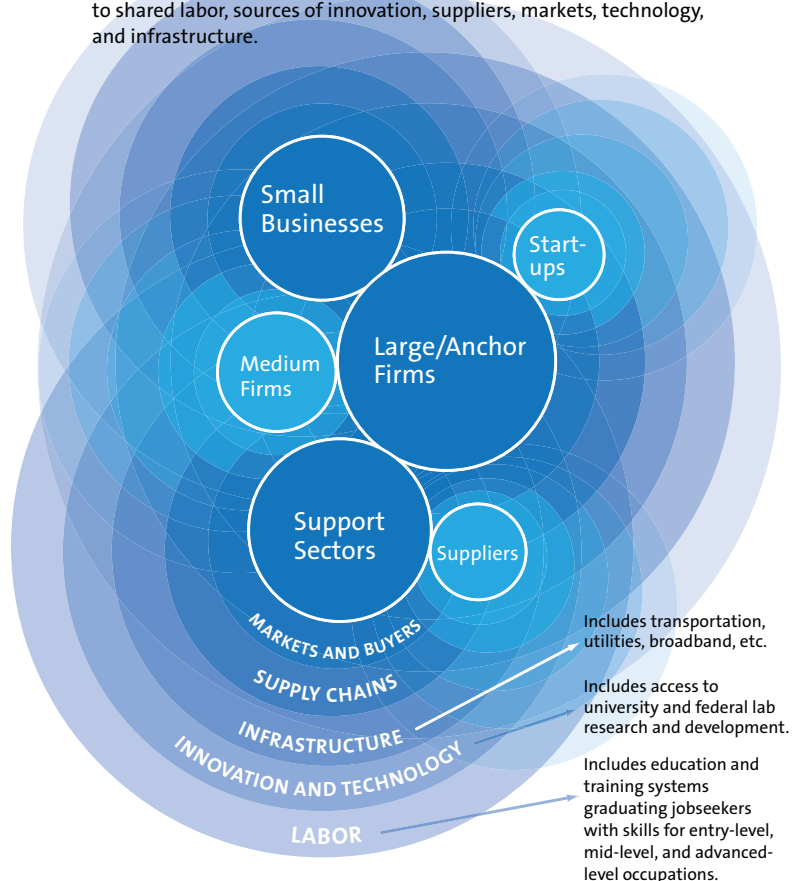 to shared labor, sources of innovation, suppliers, markets, technology,
and infrastructure.
Small
Businesses
Start-
ups
Large/Anchor
Firms
Medium
Firms
Support
Sectors
Suppliers
MARKETS AND BUYERS
SUPPLY CHAINS
INFRASTRUCTURE
INNOVATION AND TECHNOLOGY
LABOR
Includes transportation,
utilities, broadband, etc.
Includes access to
university and federal lab
research and development.
Includes education and
training systems
graduating jobseekers
with skills for entry-level,
mid-level, and advanced-
level occupations.